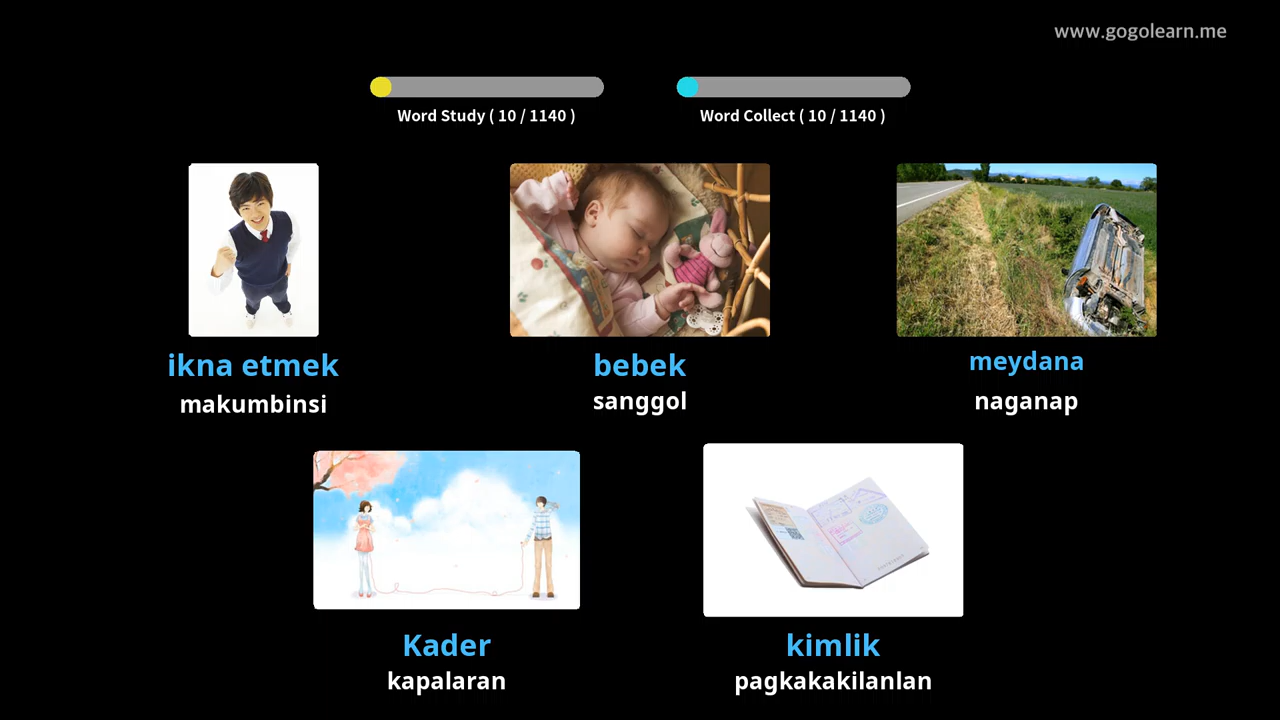 www.gogolearn.me
Word Study ( 10 / 1140 )
Word Collect ( 10 / 1140 )
ikna etmek
makumbinsi
bebek
sanggol
meydana
naganap
Kader
kapalaran
kimlik
pagkakakilanlan